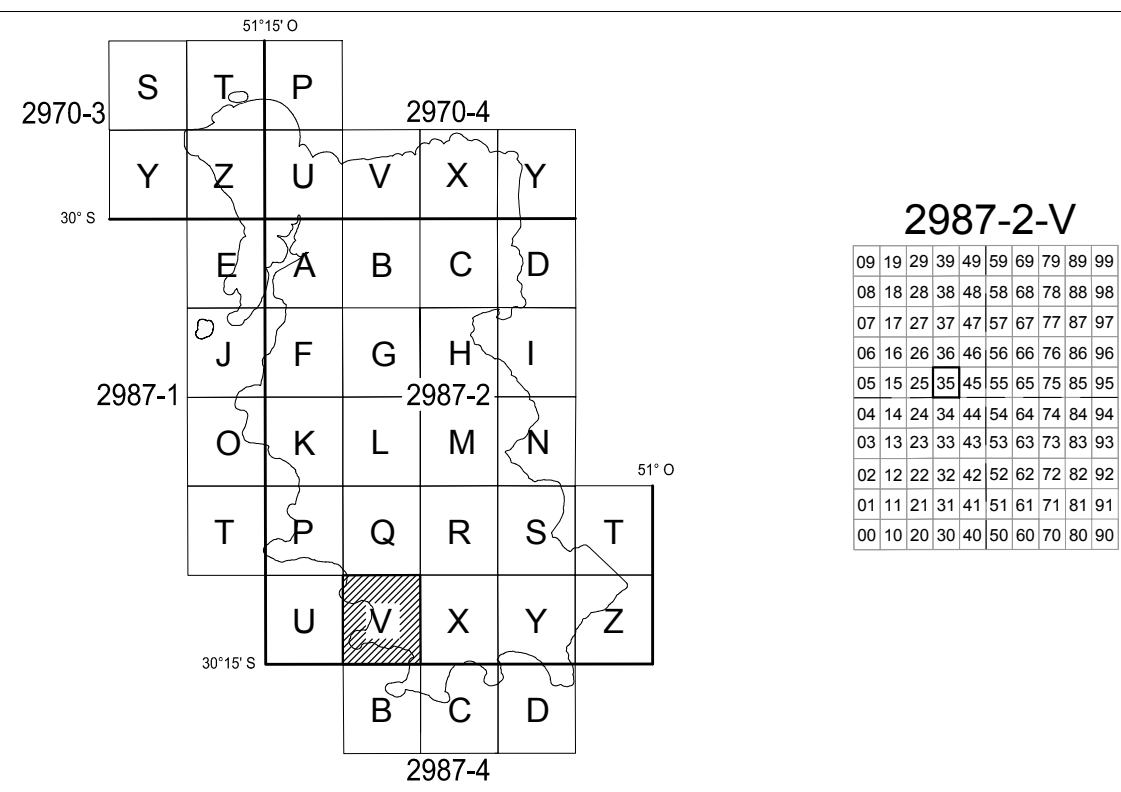 51°15' O
S T P
2970-3
2970-4
Y Z U V X Y
30° S
E A B C D
J F G H I
2987-1
2987-2
O K L M N
51° O
T P Q R S T
U V X Y Z
30°15' S
B C D
2987-4
2987-2-V
09 19 29 39 49 59 69 79 89 99
08 18 28 38 48 58 68 78 88 98
07 17 27 37 47 57 67 77 87 97
06 16 26 36 46 56 66 76 86 96
05 15 25 35 45 55 65 75 85 95
04 14 24 34 44 54 64 74 84 94
03 13 23 33 43 53 63 73 83 93
02 12 22 32 42 52 62 72 82 92
01 11 21 31 41 51 61 71 81 91
00 10 20 30 40 50 60 70 80 90